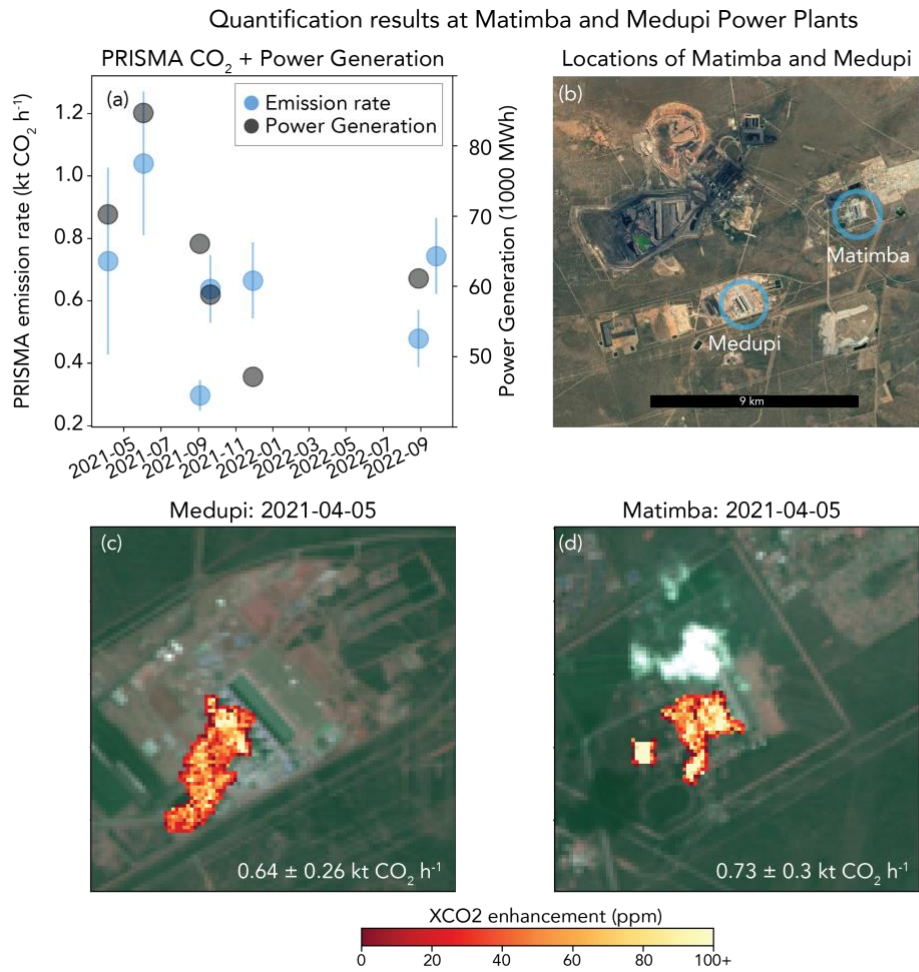 Quantification results at Matimba and Medupi Power Plants
PRISMA CO₂ + Power Generation
(a)
Emission rate
Power Generation
PRISMA emission rate (kt CO₂ h⁻¹)
1.2
1.0
0.8
0.6
0.4
0.2
Power Generation (1000 MWh)
80
70
60
50
2021-05
2021-07
2021-09
2021-11
2022-01
2022-03
2022-05
2022-07
2022-09
Locations of Matimba and Medupi
(b)
Matimba
Medupi
9 km
Medupi: 2021-04-05
(c)
0.64 ± 0.26 kt CO₂ h⁻¹
Matimba: 2021-04-05
(d)
0.73 ± 0.3 kt CO₂ h⁻¹
XCO2 enhancement (ppm)
0
20
40
60
80
100+